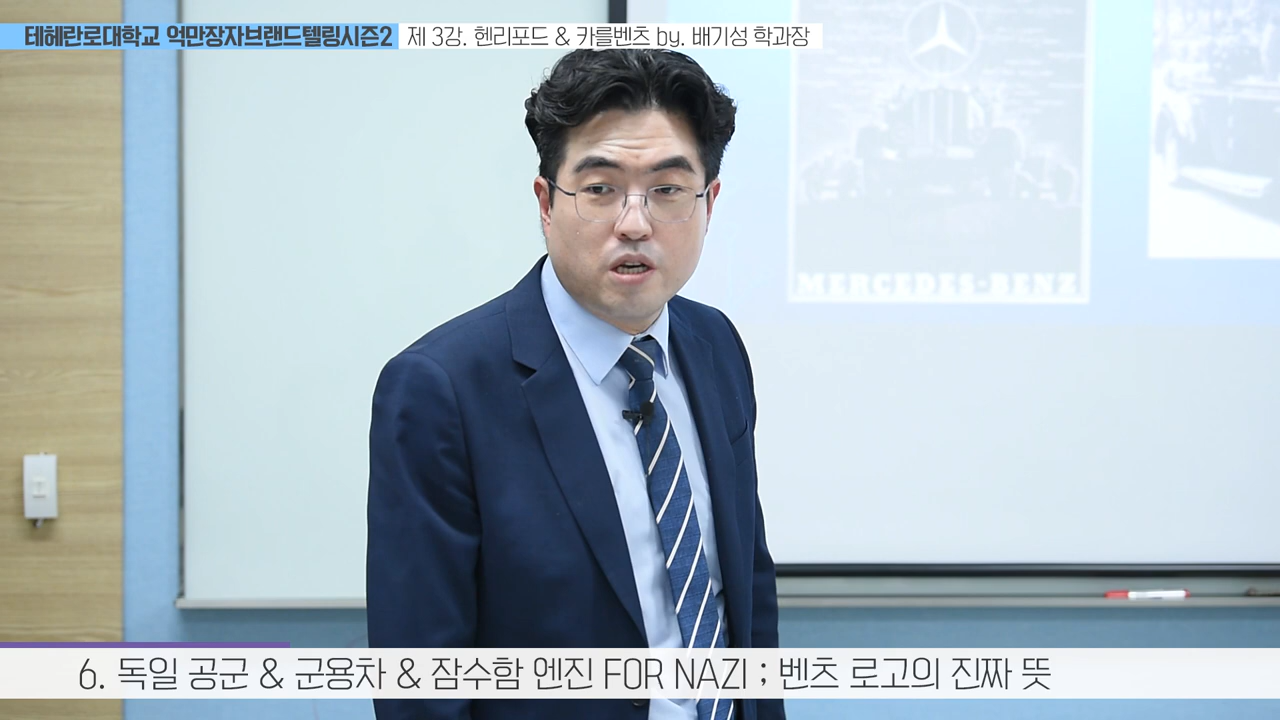 테헤란로대학교 억만장자브랜드텔링시즌2 제 3강. 헨리포드 & 카를벤츠 by. 배기성 학과장
MERCEDES-BENZ
6. 독일 공군 & 군용차 & 잠수함 엔진 FOR NAZI ; 벤츠 로고의 진짜 뜻